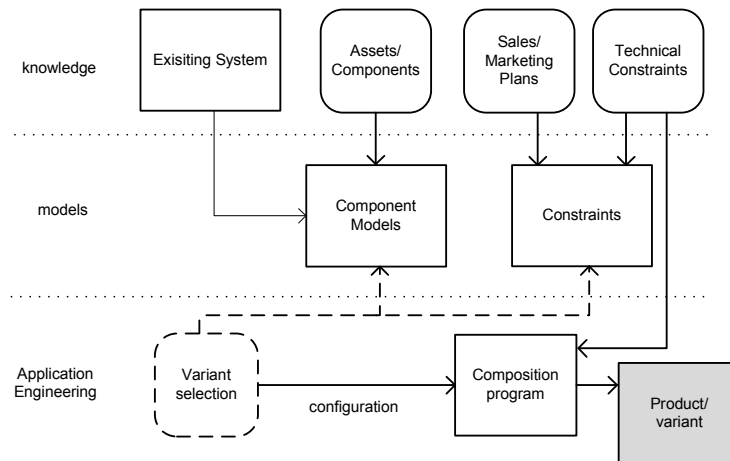 knowledge
Exisiting System
Assets/
Components
Sales/
Marketing
Plans
Technical
Constraints
models
Component
Models
Constraints
Application
Engineering
Variant
selection
configuration
Composition
program
Product/
variant